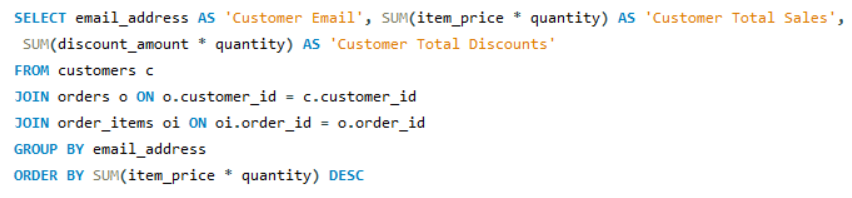 SELECT email_address AS 'Customer Email', SUM(item_price * quantity) AS 'Customer Total Sales',
SUM(discount_amount * quantity) AS 'Customer Total Discounts'
FROM customers c
JOIN orders o ON o.customer_id = c.customer_id
JOIN order_items oi ON oi.order_id = o.order_id
GROUP BY email_address
ORDER BY SUM(item_price * quantity) DESC